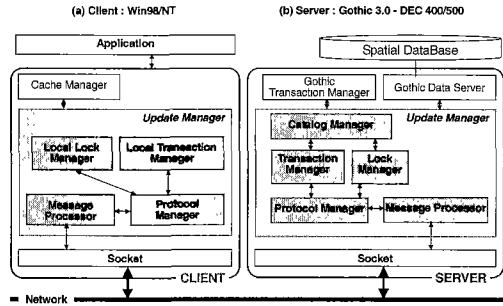 (a) Client : Win98/NT
Application
Cache Manager
Update Manager
Local Lock
Manager
Local Transaction
Manager
Message
Processor
Protocol
Manager
Socket
CLIENT
(b) Server : Gothic 3.0 - DEC 400/500
Spatial DataBase
Gothic
Transaction Manager
Gothic Data Server
Update Manager
Catalog Manager
Transaction
Manager
Lock
Manager
Protocol Manager
Message Processor
Socket
SERVER
Network